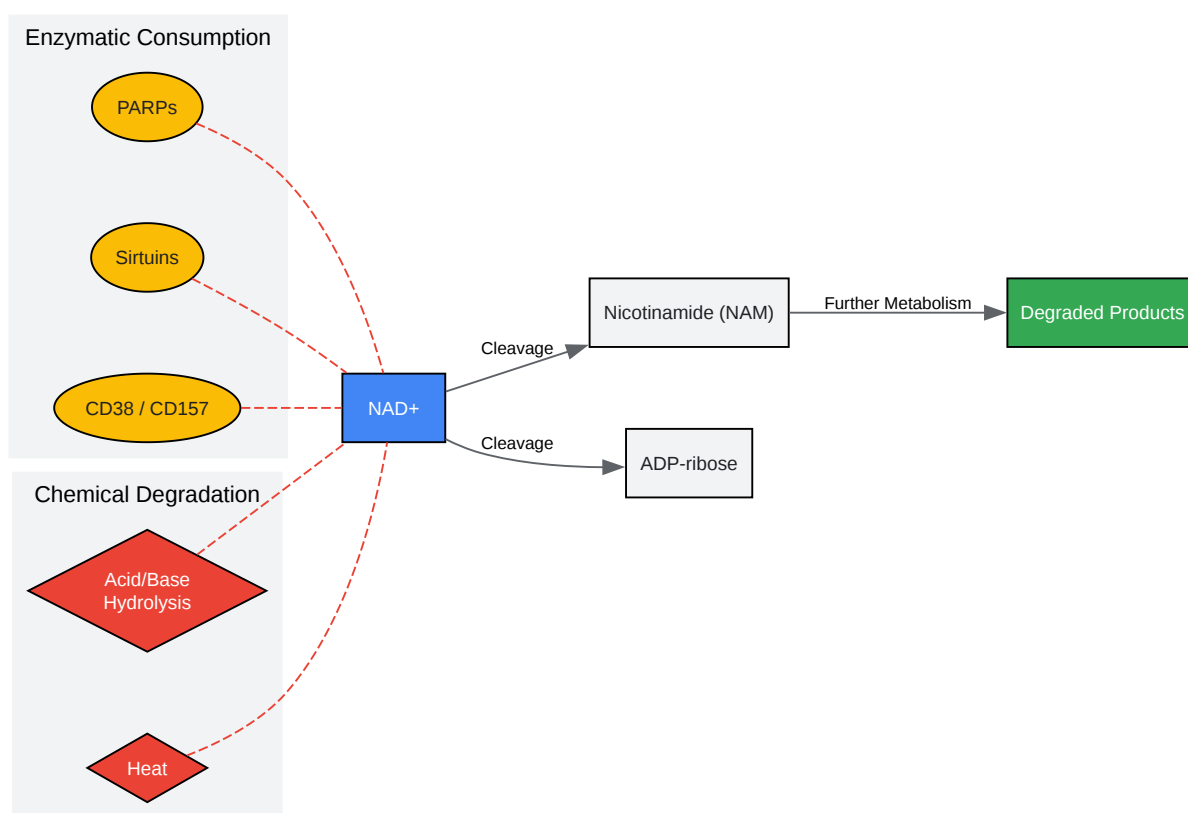 Enzymatic Consumption
PARPs
Sirtuins
CD38 / CD157
Chemical Degradation
Acid/Base
Hydrolysis
Heat
NAD+
Cleavage
Cleavage
Nicotinamide (NAM)
ADP-ribose
Further Metabolism
Degraded Products